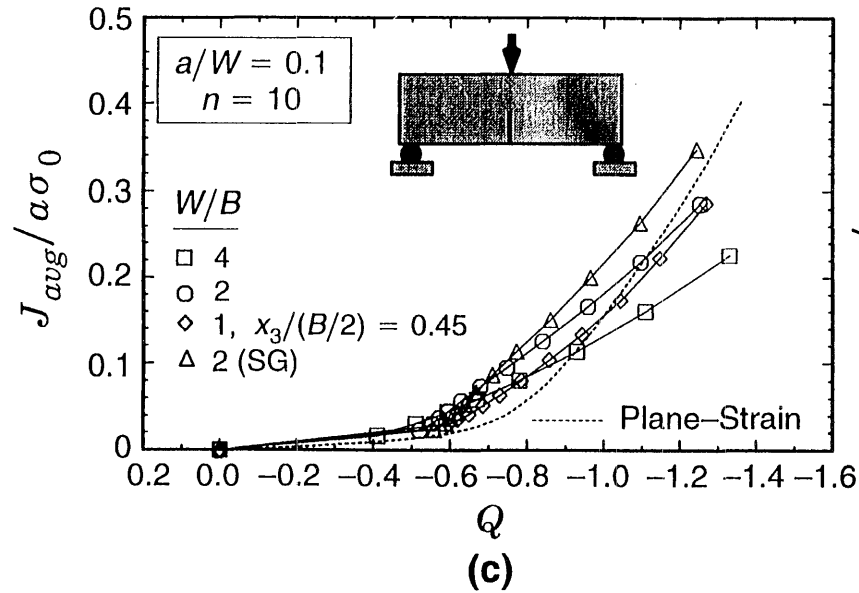 0.5
a/W = 0.1
n = 10
0.4
0.3
W/B
4
2
1, x₃/(B/2) = 0.45
2 (SG)
0.2
0.1
Plane–Strain
0
J_avg/aσ₀
0.2 0.0 −0.2 −0.4 −0.6 −0.8 −1.0 −1.2 −1.4 −1.6
Q
(c)